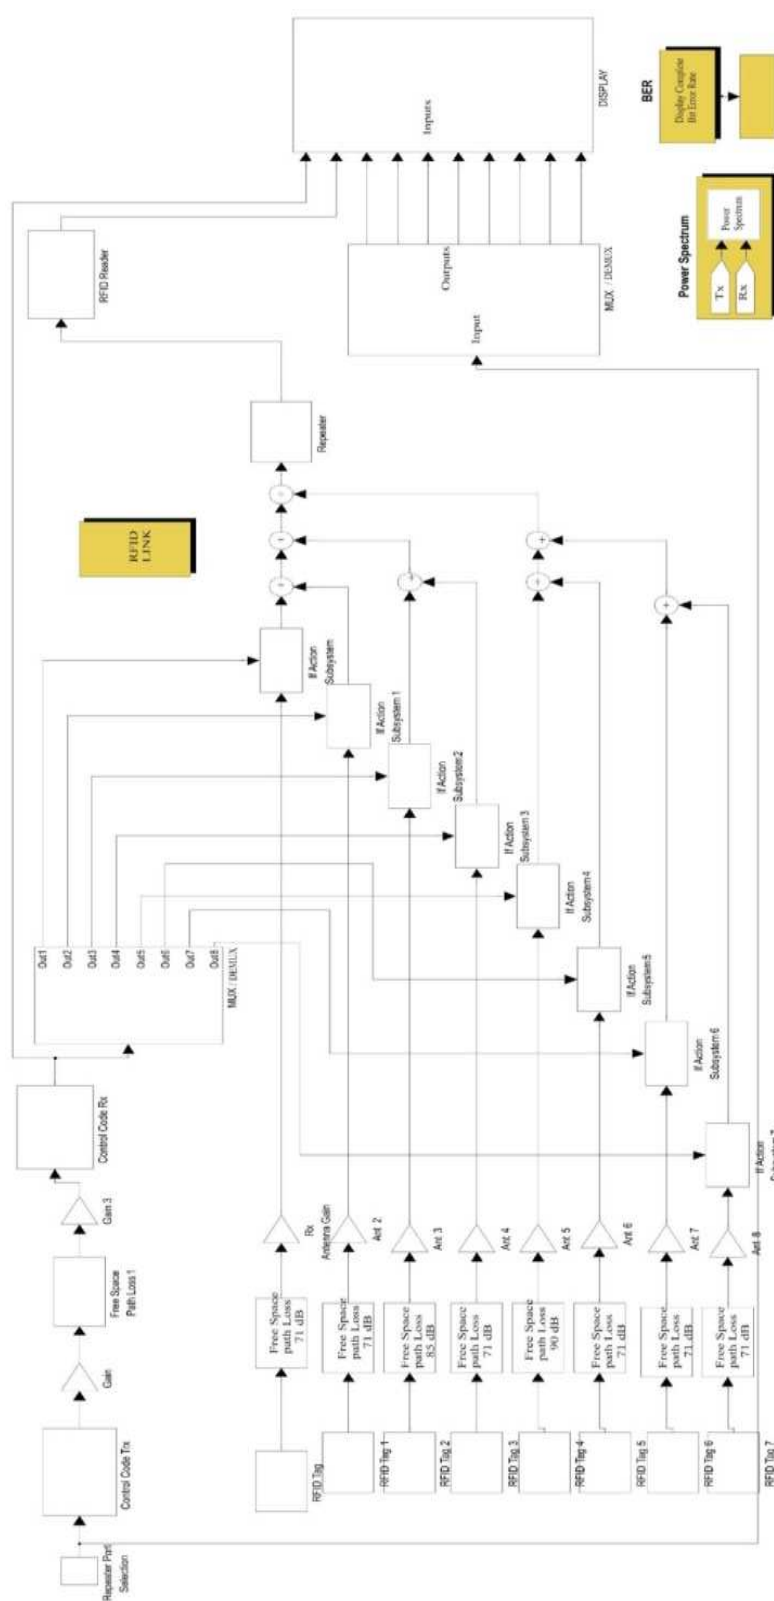 Repeater Port
Selection
Control Code Trx
Gain
Free Space
Path Loss 1
Gain 3
Control Code Rx
Out1
Out2
Out3
Out4
Out5
Out6
Out7
Out8
MUX / DEMUX
RFID LINK
RFID Reader
Repeater
Input
Outputs
MUX / DEMUX
Inputs
DISPLAY
BER
Display Complete
Bit Error Rate
Power Spectrum
Tx
Rx
Power
Spectrum
RFID Tag
Free Space
path Loss
71 dB
Rx
Antenna Gain
If Action
Subsystem
RFID Tag 1
Free Space
path Loss
71 dB
Ant 2
If Action
Subsystem 1
RFID Tag 2
Free Space
path Loss
85 dB
Ant 3
If Action
Subsystem 2
RFID Tag 3
Free Space
path Loss
71 dB
Ant 4
If Action
Subsystem 3
RFID Tag 4
Free Space
path Loss
90 dB
Ant 5
If Action
Subsystem 4
RFID Tag 5
Free Space
path Loss
71 dB
Ant 6
If Action
Subsystem 5
RFID Tag 6
Free Space
path Loss
71 dB
Ant 7
If Action
Subsystem 6
RFID Tag 7
Free Space
path Loss
71 dB
Ant 8
If Action